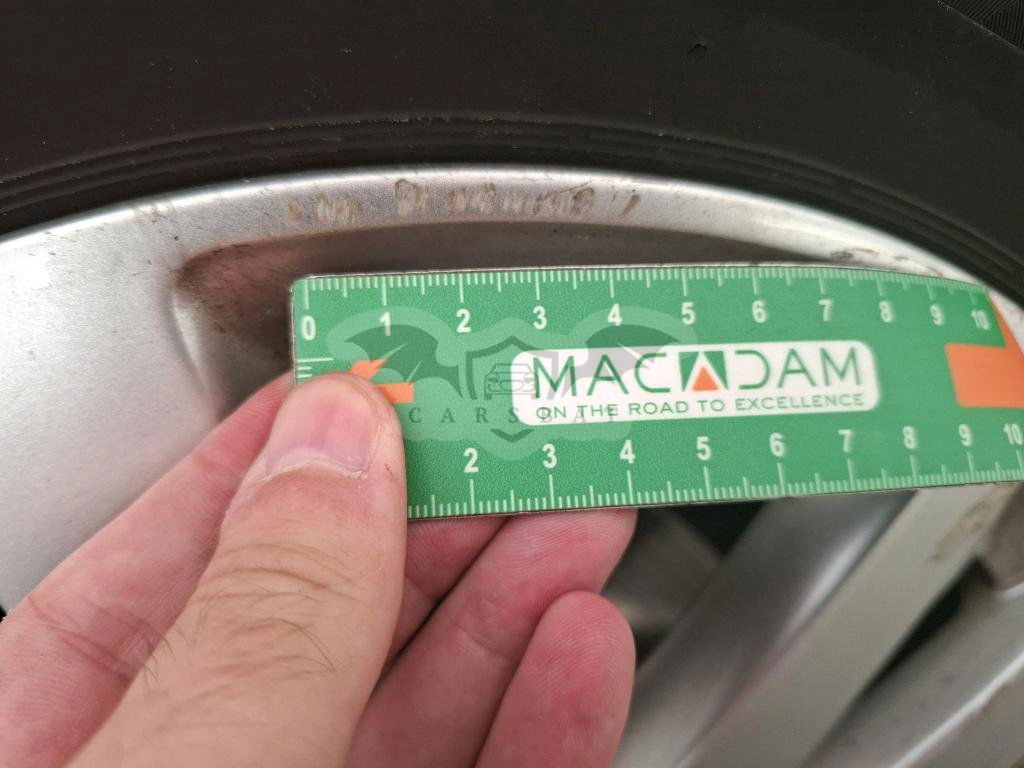 0 1 2 3 4 5 6 7 8 9 10
MACADAM
ON THE ROAD TO EXCELLENCE
CARSDAY
2 3 4 5 6 7 8 9 10